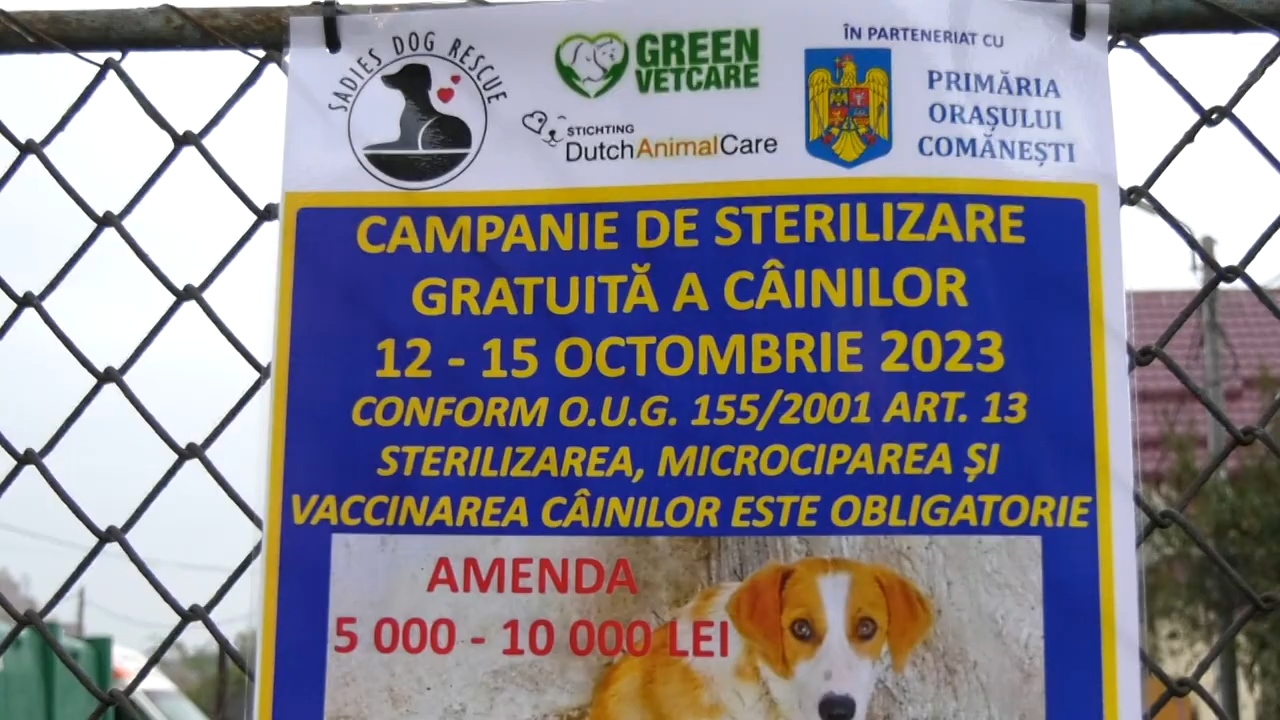 SADIES DOG RESCUE
GREEN
VETCARE
STICHTING
DutchAnimalCare
ÎN PARTENERIAT CU
PRIMĂRIA
ORAȘULUI
COMĂNEȘTI
CAMPANIE DE STERILIZARE
GRATUITĂ A CÂINILOR
12 - 15 OCTOMBRIE 2023
CONFORM O.U.G. 155/2001 ART. 13
STERILIZAREA, MICROCIPAREA ȘI
VACCINAREA CÂINILOR ESTE OBLIGATORIE
AMENDA
5 000 - 10 000 LEI